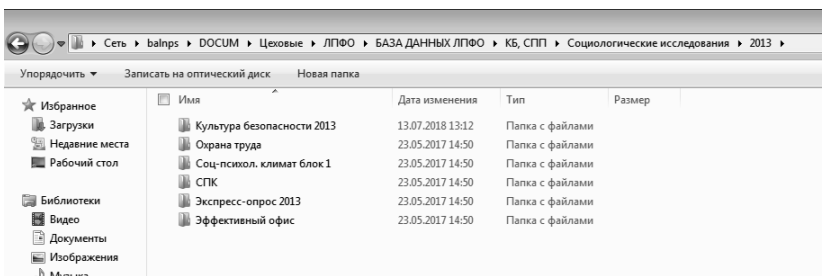 Сеть ▸ balnps ▸ DOCUM ▸ Цеховые ▸ ЛПФО ▸ БАЗА ДАННЫХ ЛПФО ▸ КБ, СПП ▸ Социологические исследования ▸ 2013 ▸
Упорядочить Записать на оптический диск Новая папка
Избранное
Загрузки
Недавние места
Рабочий стол
Библиотеки
Видео
Документы
Изображения
Музыка
Имя Дата изменения Тип Размер
Культура безопасности 2013 13.07.2018 13:12 Папка с файлами
Охрана труда 23.05.2017 14:50 Папка с файлами
Соц-психол. климат блок 1 23.05.2017 14:50 Папка с файлами
СПК 23.05.2017 14:50 Папка с файлами
Экспресс-опрос 2013 23.05.2017 14:50 Папка с файлами
Эффективный офис 23.05.2017 14:50 Папка с файлами